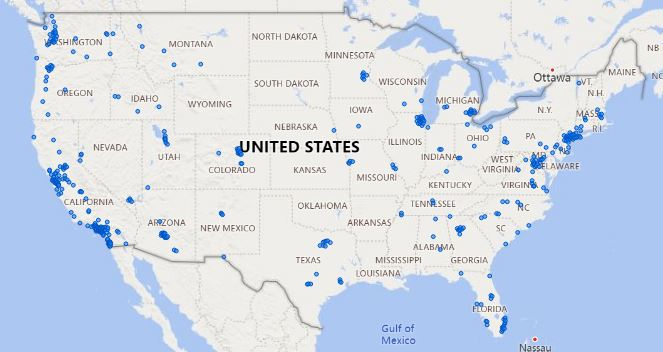 NORTH DAKOTA
WASHINGTON
MONTANA
MINNESOTA
NB
MAINE
Ottawa
SOUTH DAKOTA
WISCONSIN
VT.
N.H.
OREGON
IDAHO
WYOMING
MICHIGAN
N.Y.
MASS.
IOWA
R.I.
NEBRASKA
NEVADA
UTAH
UNITED STATES
ILLINOIS
INDIANA
OHIO
PA
COLORADO
KANSAS
MISSOURI
WEST
VIRGINIA
MD
DELAWARE
KENTUCKY
VIRGINIA
CALIFORNIA
OKLAHOMA
TENNESSEE
NC
ARIZONA
NEW MEXICO
ARKANSAS
SC
ALABAMA
TEXAS
MISSISSIPPI
GEORGIA
LOUISIANA
FLORIDA
Gulf of
Mexico
Nassau